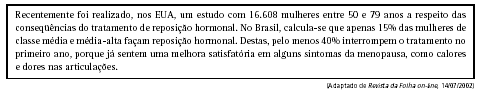 Recentemente foi realizado, nos EUA, um estudo com 16.608 mulheres entre 50 e 79 anos a respeito das
conseqüências do tratamento de reposição hormonal. No Brasil, calcula-se que apenas 15% das mulheres de
classe média e média-alta façam reposição hormonal. Destas, pelo menos 40% interrompem o tratamento no
primeiro ano, porque já sentem uma melhora satisfatória em alguns sintomas da menopausa, como calores
e dores nas articulações.
(Adaptado de Revista da Folha on-line, 14/07/2002)